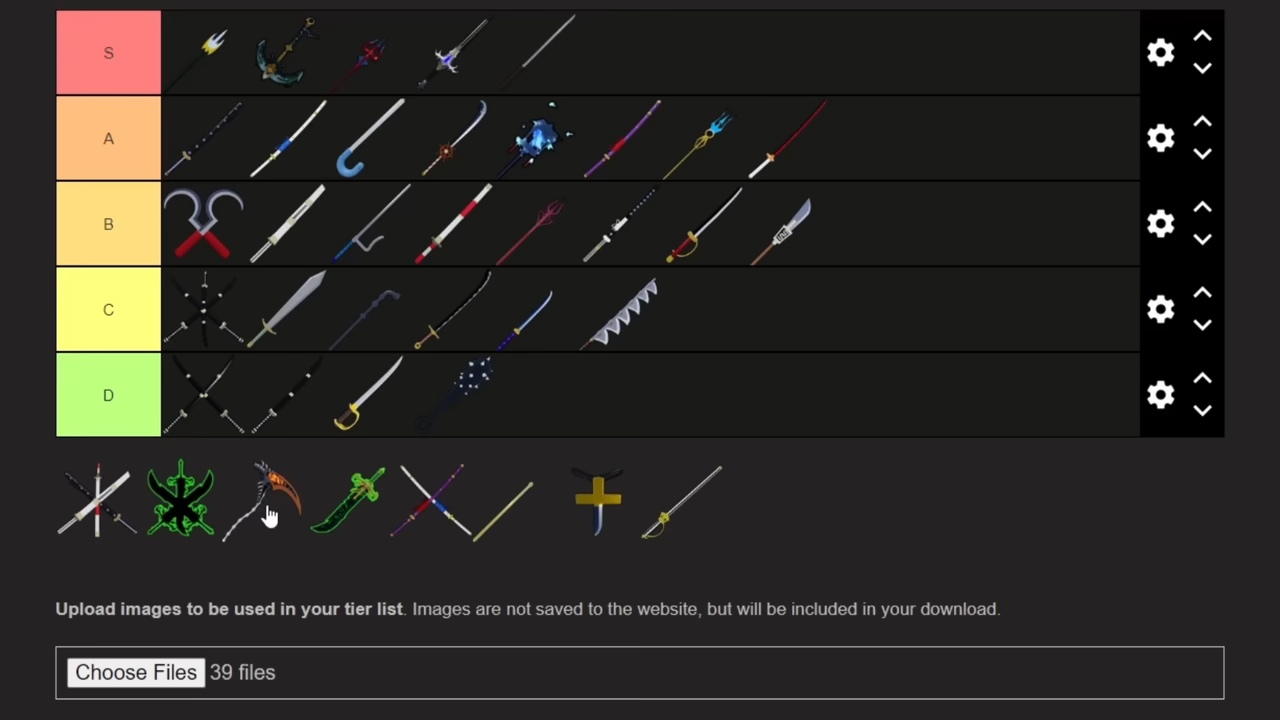 S
A
B
C
D
Upload images to be used in your tier list. Images are not saved to the website, but will be included in your download.
Choose Files 39 files